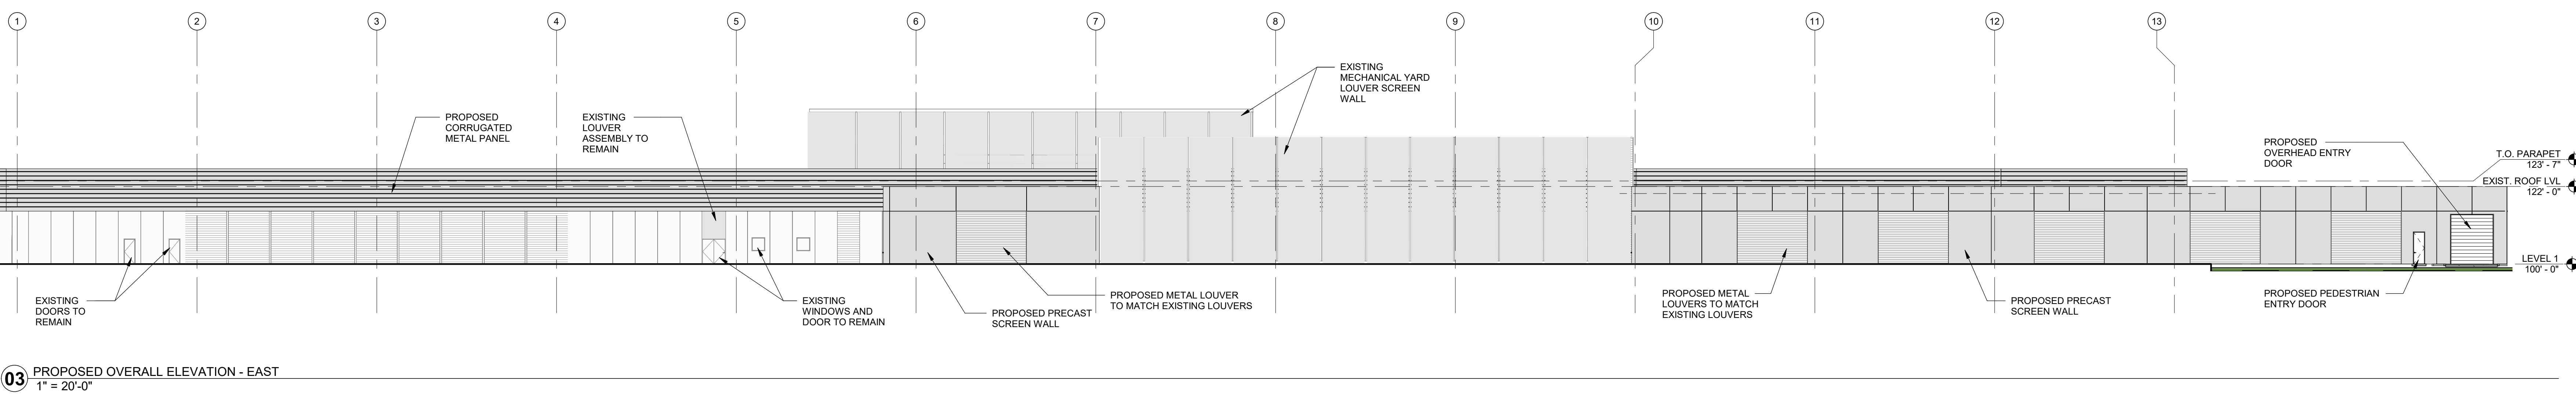 1
2
3
4
5
6
7
8
9
10
11
12
13
EXISTING
MECHANICAL YARD
LOUVER SCREEN
WALL
PROPOSED
CORRUGATED
METAL PANEL
EXISTING
LOUVER
ASSEMBLY TO
REMAIN
PROPOSED
OVERHEAD ENTRY
DOOR
T.O. PARAPET
123' - 7"
EXIST. ROOF LVL
122' - 0"
LEVEL 1
100' - 0"
EXISTING
DOORS TO
REMAIN
EXISTING
WINDOWS AND
DOOR TO REMAIN
PROPOSED PRECAST
SCREEN WALL
PROPOSED METAL LOUVER
TO MATCH EXISTING LOUVERS
PROPOSED METAL
LOUVERS TO MATCH
EXISTING LOUVERS
PROPOSED PRECAST
SCREEN WALL
PROPOSED PEDESTRIAN
ENTRY DOOR
03
PROPOSED OVERALL ELEVATION - EAST
1" = 20'-0"